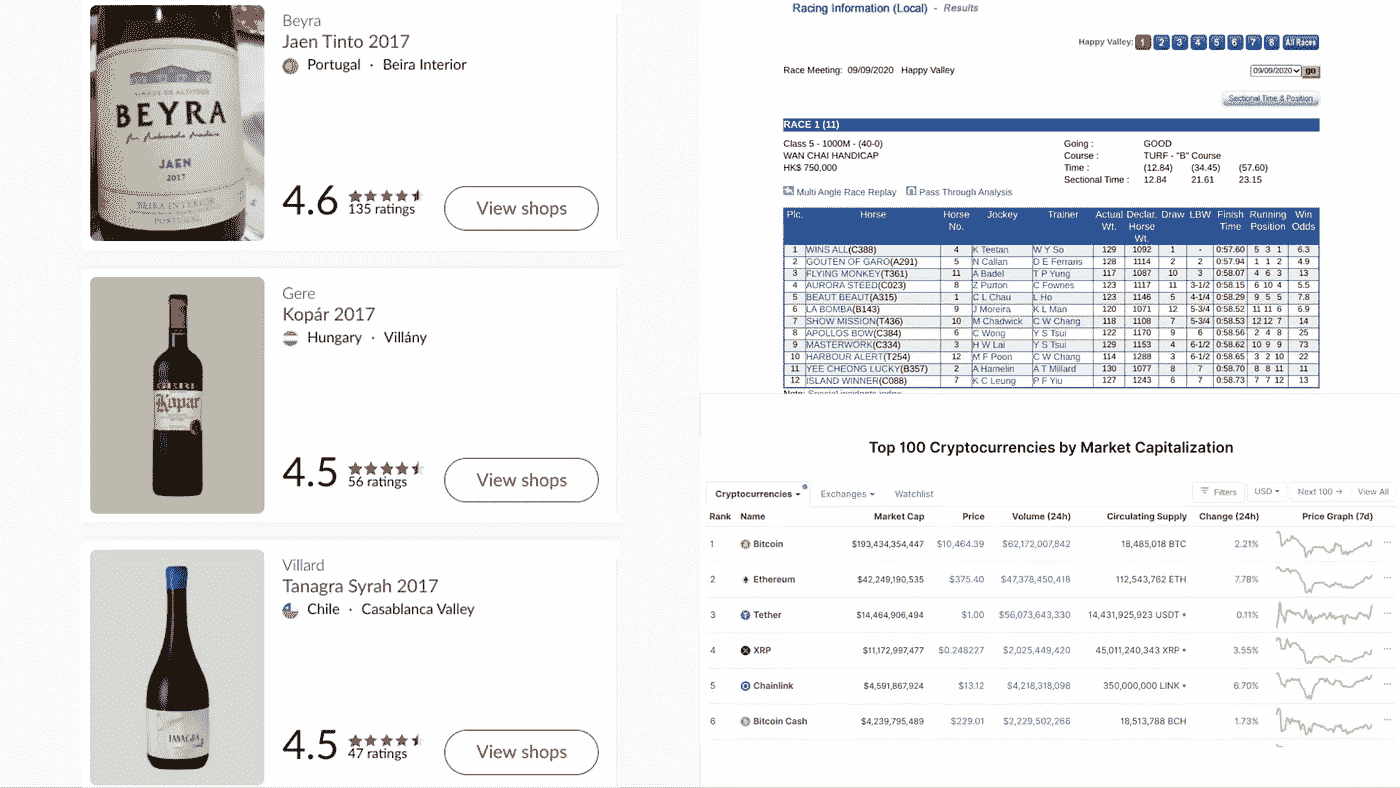 Beyra
Jaen Tinto 2017
Portugal · Beira Interior
BEYRA
JAEN
2017
BEIRA INTERIOR
PORTUGAL
4.6
135 ratings
View shops
Gere
Kopár 2017
Hungary · Villány
GERE
Kopar
4.5
56 ratings
View shops
Villard
Tanagra Syrah 2017
Chile · Casablanca Valley
TANAGRA
4.5
47 ratings
View shops
Racing Information (Local) - Results
Happy Valley: 1 2 3 4 5 6 7 8 All Races
Race Meeting: 09/09/2020 Happy Valley
09/09/2020 go
Sectional Time & Position
RACE 1 (11)
Class 5 - 1000M - (40-0) Going : GOOD
WAN CHAI HANDICAP Course : TURF - "B" Course
HK$ 750,000 Time : (12.84) (34.45) (57.60)
Sectional Time : 12.84 21.61 23.15
Multi Angle Race Replay Pass Through Analysis
Plc. Horse Horse No. Jockey Trainer Actual Wt. Declar. Horse Wt. Draw LBW Finish Time Running Position Win Odds
1 WINS ALL(C388) 4 K Teetan W Y So 129 1092 1 - 0:57.60 5 3 1 6.3
2 GOUTEN OF GARO(A291) 5 N Callan D E Ferraris 128 1114 2 2 0:57.94 1 1 2 4.9
3 FLYING MONKEY(T361) 11 A Badel T P Yung 117 1087 10 3 0:58.07 4 6 3 13
4 AURORA STEED(C023) 8 Z Purton C Fownes 123 1117 11 3-1/2 0:58.15 6 10 4 5.5
5 BEAUT BEAUT(A315) 1 C L Chau L Ho 123 1146 5 4-1/4 0:58.29 9 5 5 7.8
6 LA BOMBA(B143) 9 J Moreira K L Man 120 1071 12 5-3/4 0:58.52 11 11 6 6.9
7 SHOW MISSION(T436) 10 M Chadwick C W Chang 118 1108 7 5-3/4 0:58.53 12 12 7 14
8 APOLLOS BOW(C384) 6 C Wong Y S Tsui 122 1170 9 6 0:58.56 2 4 8 25
9 MASTERWORK(C334) 3 H W Lai Y S Tsui 129 1153 4 6-1/2 0:58.62 10 9 9 73
10 HARBOUR ALERT(T254) 12 M F Poon C W Chang 114 1288 3 6-1/2 0:58.65 3 2 10 22
11 YEE CHEONG LUCKY(B357) 2 A Hamelin A T Millard 130 1077 8 7 0:58.70 8 8 11 11
12 ISLAND WINNER(C088) 7 K C Leung P F Yiu 127 1243 6 7 0:58.73 7 7 12 13
Note: Special incidents index
Top 100 Cryptocurrencies by Market Capitalization
Cryptocurrencies Exchanges Watchlist Filters USD Next 100 → View All
Rank Name Market Cap Price Volume (24h) Circulating Supply Change (24h) Price Graph (7d)
1 Bitcoin $193,434,354,447 $10,464.39 $62,172,007,842 18,485,018 BTC 2.21%
2 Ethereum $42,249,190,535 $375.40 $47,378,450,418 112,543,762 ETH 7.78%
3 Tether $14,464,906,494 $1.00 $56,073,643,330 14,431,925,923 USDT * 0.11%
4 XRP $11,172,997,477 $0.248227 $2,025,449,420 45,011,240,343 XRP * 3.55%
5 Chainlink $4,591,867,924 $13.12 $4,218,318,098 350,000,000 LINK * 6.70%
6 Bitcoin Cash $4,239,795,489 $229.01 $2,229,502,266 18,513,788 BCH 1.73%